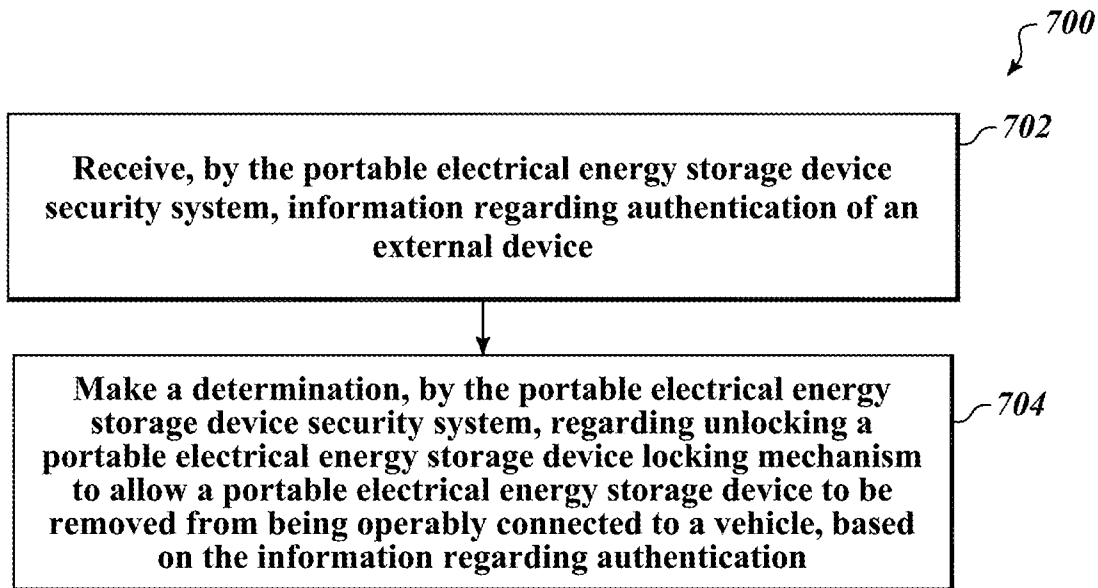 700
702
Receive, by the portable electrical energy storage device
security system, information regarding authentication of an
external device
704
Make a determination, by the portable electrical energy
storage device security system, regarding unlocking a
portable electrical energy storage device locking mechanism
to allow a portable electrical energy storage device to be
removed from being operably connected to a vehicle, based
on the information regarding authentication